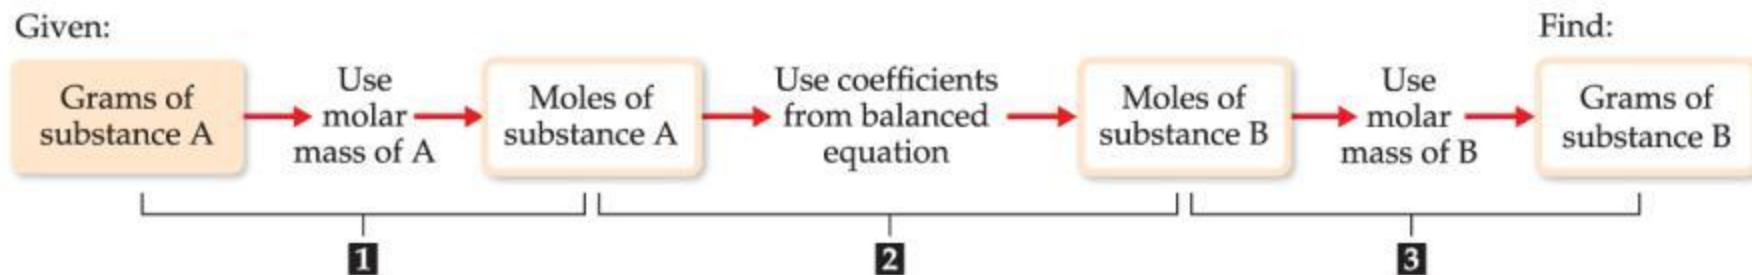 Given:
Find:
Grams of
substance A
Use
molar
mass of A
Moles of
substance A
Use coefficients
from balanced
equation
Moles of
substance B
Use
molar
mass of B
Grams of
substance B
1
2
3